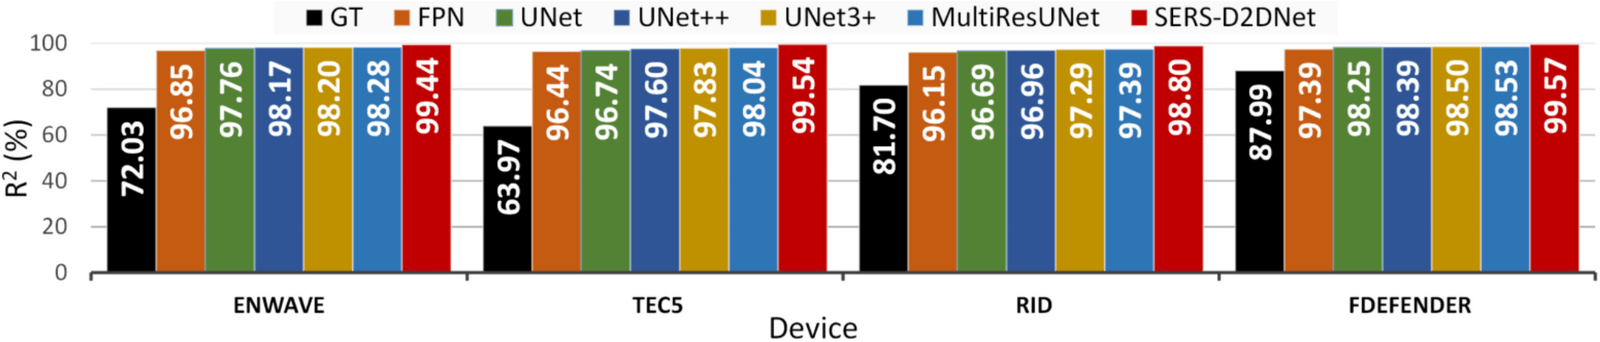 GT FPN UNet UNet++ UNet3+ MultiResUNet SERS-D2DNet
R² (%)
100
80
60
40
20
0
72.03 96.85 97.76 98.17 98.20 98.28 99.44
63.97 96.44 96.74 97.60 97.83 98.04 99.54
81.70 96.15 96.69 96.96 97.29 97.39 98.80
87.99 97.39 98.25 98.39 98.50 98.53 99.57
ENWAVE TEC5 RID FDEFENDER
Device